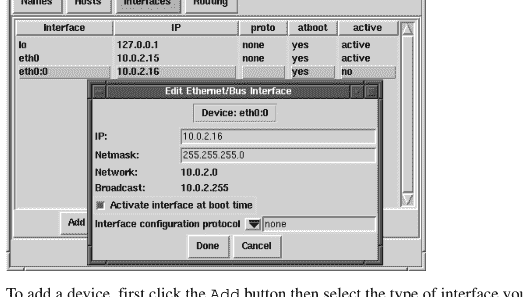 Names Hosts Interfaces Routing
Interface IP proto atboot active
lo 127.0.0.1 none yes active
eth0 10.0.2.15 none yes active
eth0:0 10.0.2.16 yes no
Edit Ethernet/Bus Interface
Device: eth0:0
IP: 10.0.2.16
Netmask: 255.255.255.0
Network: 10.0.2.0
Broadcast: 10.0.2.255
Activate interface at boot time
Add
Interface configuration protocol none
Done Cancel
To add a device, first click the Add button then select the type of interface you